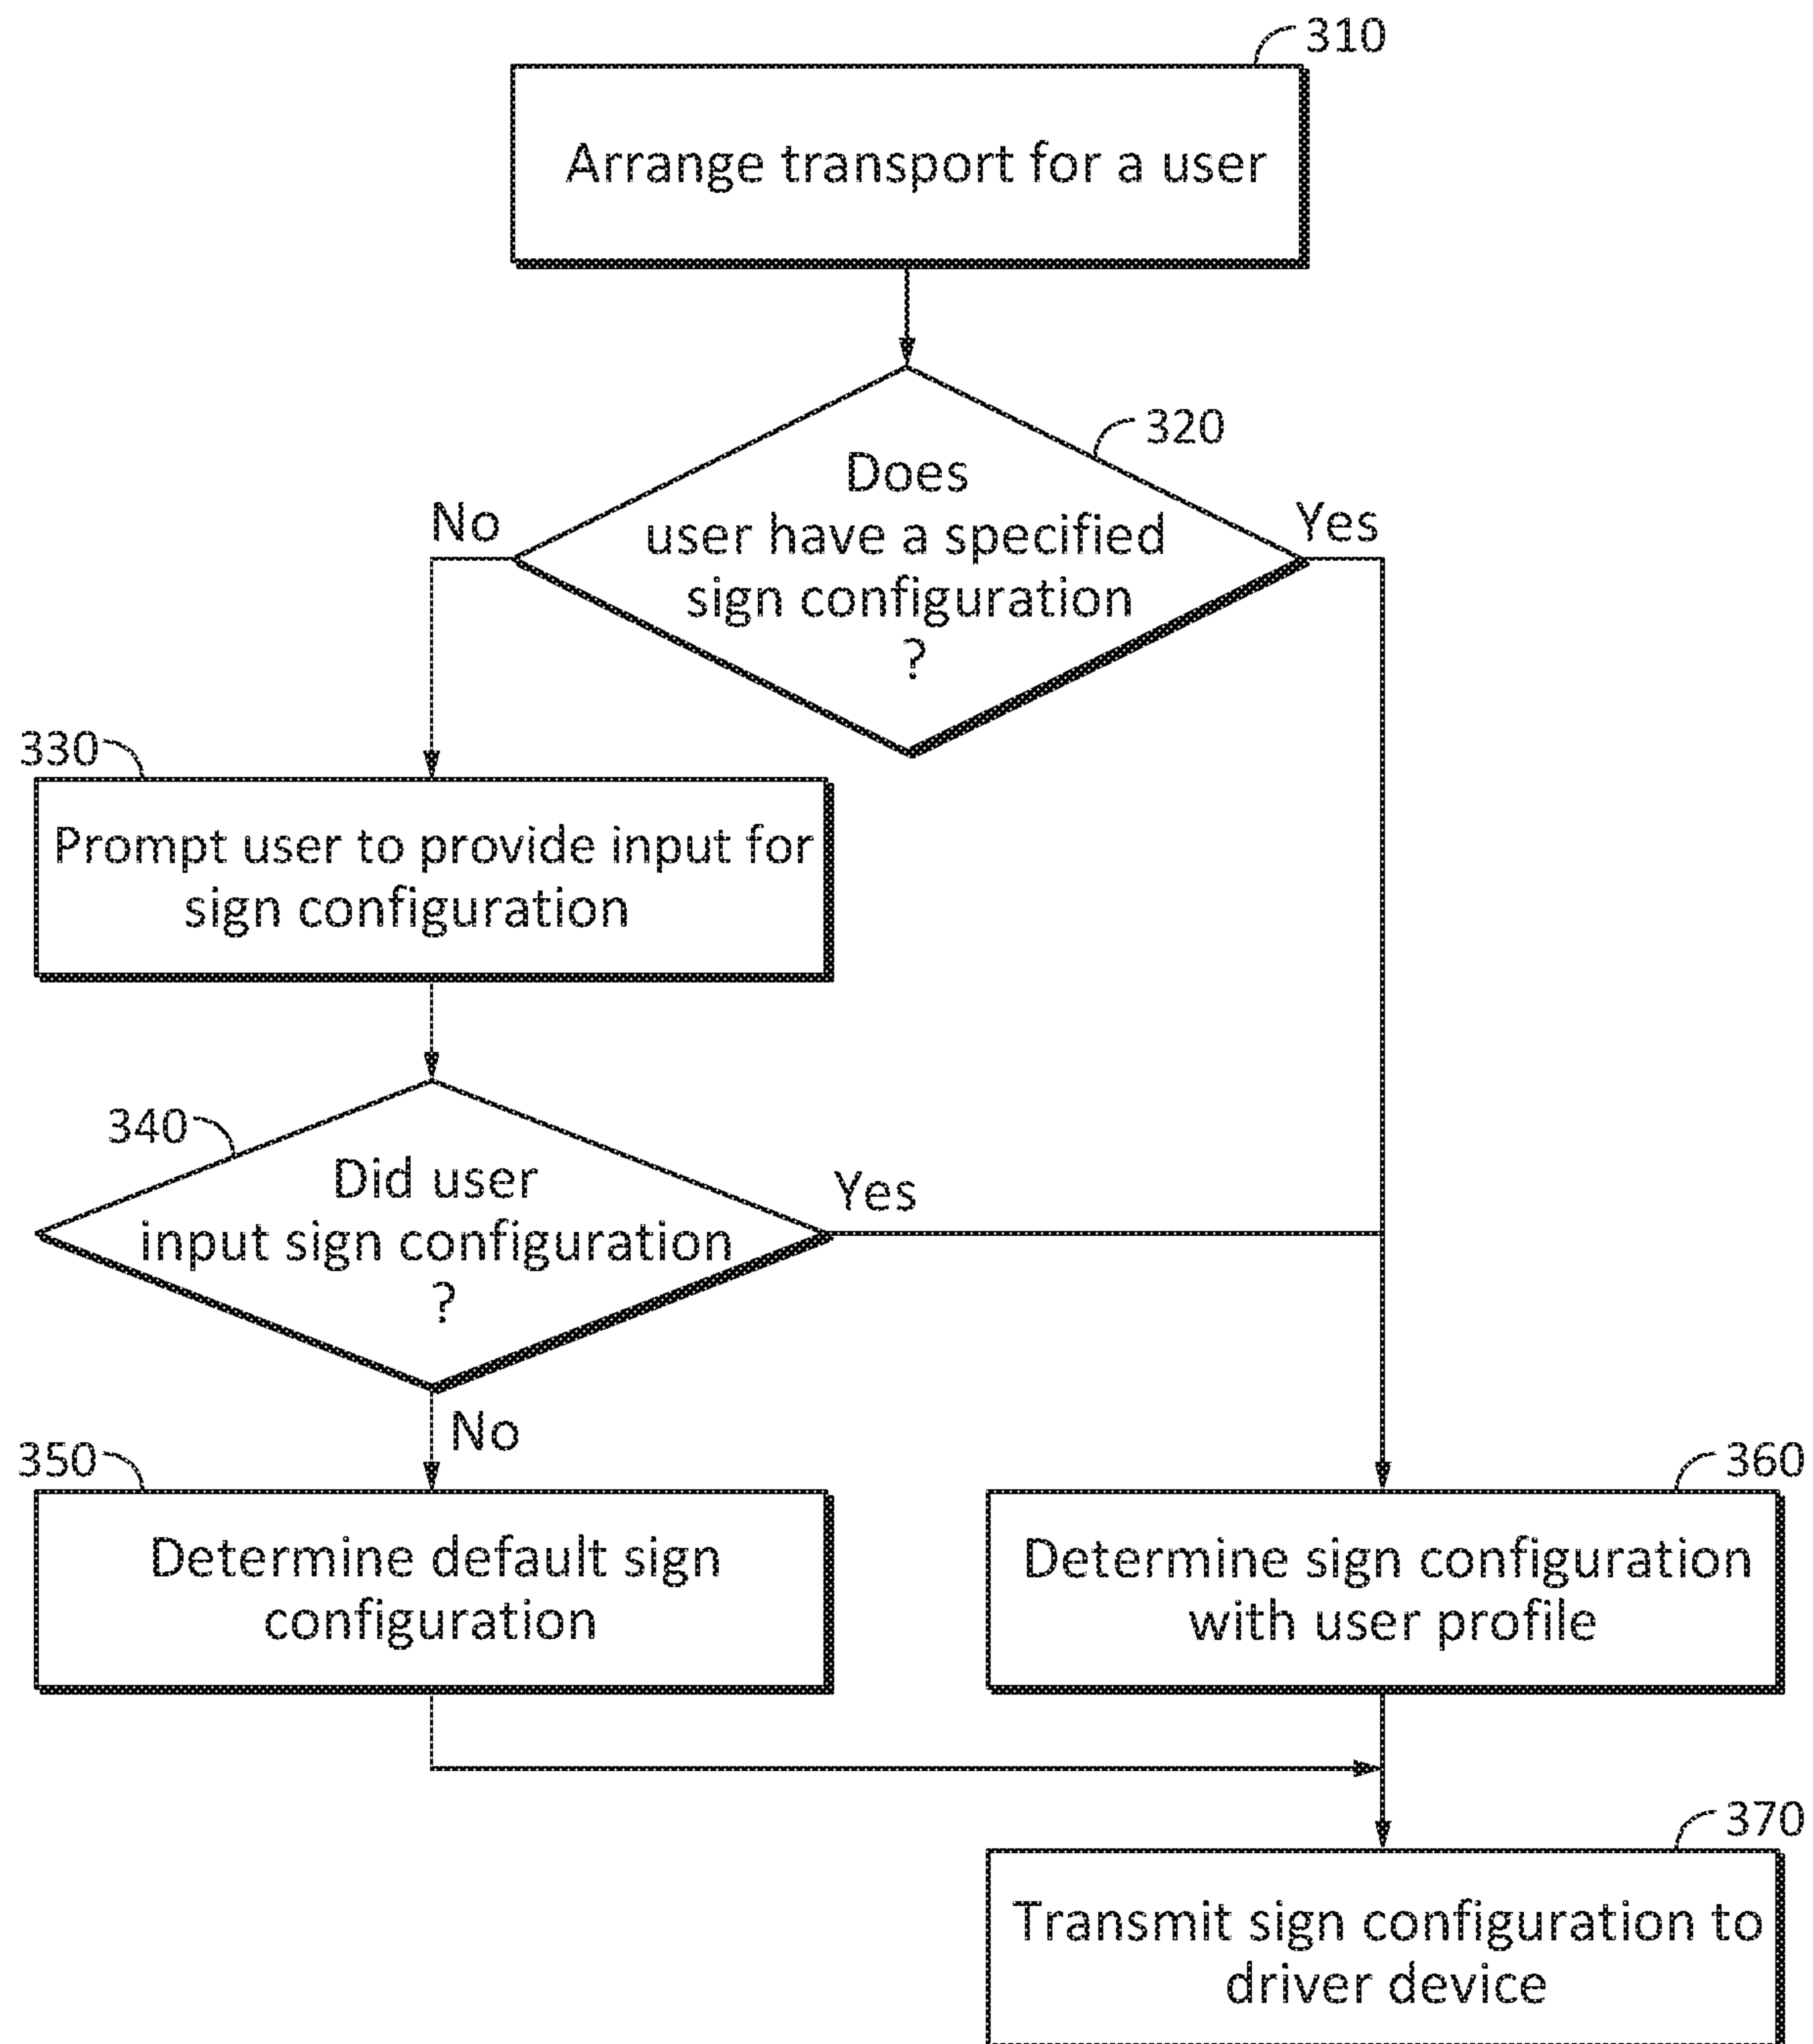 310
Arrange transport for a user
320
Does
user have a specified
sign configuration
?
No
Yes
330
Prompt user to provide input for
sign configuration
340
Did user
input sign configuration
?
Yes
No
350
Determine default sign
configuration
360
Determine sign configuration
with user profile
370
Transmit sign configuration to
driver device